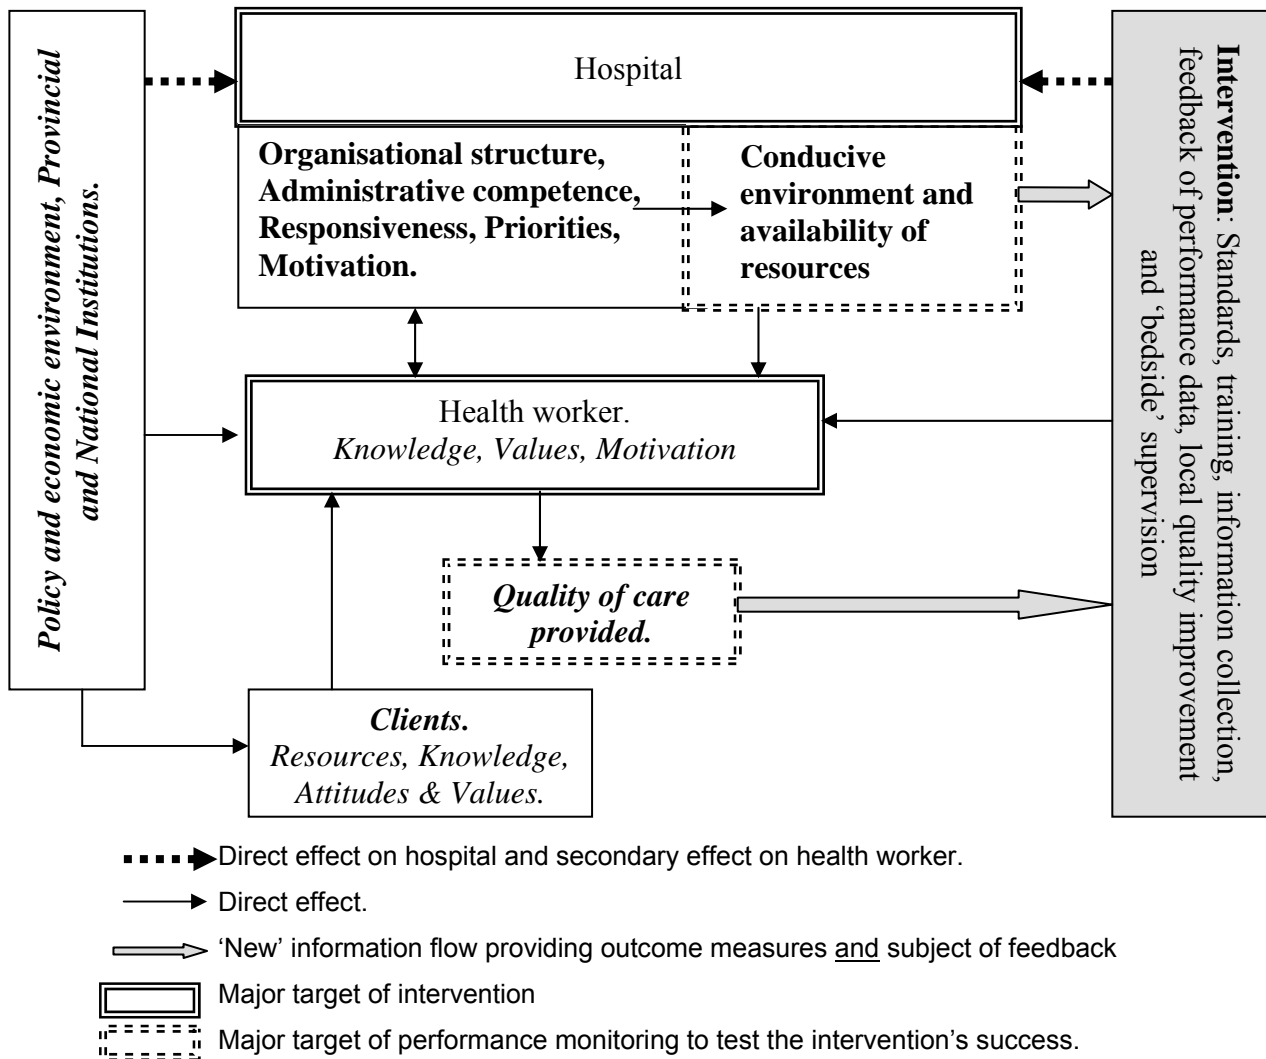 Policy and economic environment, Provincial
and National Institutions.
Hospital
Organisational structure,
Administrative competence,
Responsiveness, Priorities,
Motivation.
Conducive
environment and
availability of
resources
Health worker.
Knowledge, Values, Motivation
Quality of care
provided.
Clients.
Resources, Knowledge,
Attitudes & Values.
Intervention: Standards, training, information collection,
feedback of performance data, local quality improvement
and ‘bedside’ supervision
Direct effect on hospital and secondary effect on health worker.
Direct effect.
‘New’ information flow providing outcome measures and subject of feedback
Major target of intervention
Major target of performance monitoring to test the intervention’s success.